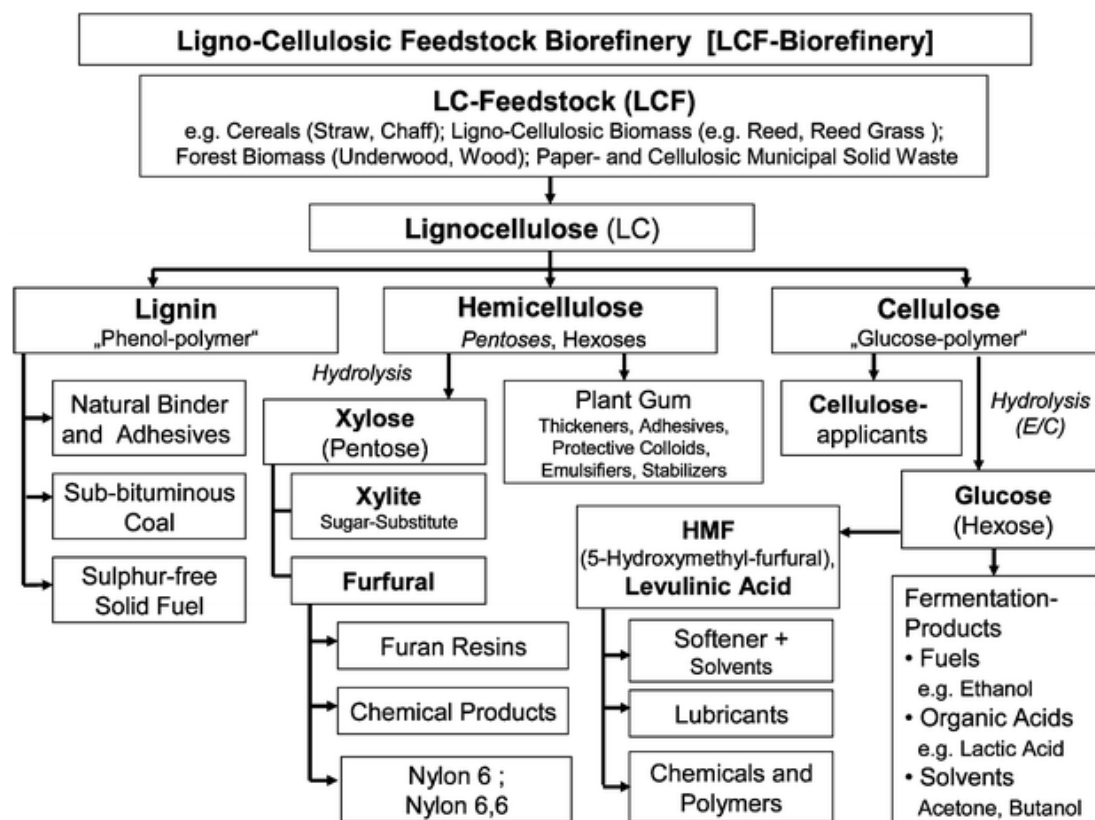 Ligno-Cellulosic Feedstock Biorefinery [LCF-Biorefinery]
LC-Feedstock (LCF)
e.g. Cereals (Straw, Chaff); Ligno-Cellulosic Biomass (e.g. Reed, Reed Grass );
Forest Biomass (Underwood, Wood); Paper- and Cellulosic Municipal Solid Waste
Lignocellulose (LC)
Lignin
„Phenol-polymer“
Hemicellulose
Pentoses, Hexoses
Cellulose
„Glucose-polymer“
Natural Binder
and Adhesives
Sub-bituminous
Coal
Sulphur-free
Solid Fuel
Hydrolysis
Xylose
(Pentose)
Xylite
Sugar-Substitute
Furfural
Furan Resins
Chemical Products
Nylon 6 ;
Nylon 6,6
Plant Gum
Thickeners, Adhesives,
Protective Colloids,
Emulsifiers, Stabilizers
Cellulose-
applicants
Hydrolysis
(E/C)
Glucose
(Hexose)
HMF
(5-Hydroxymethyl-furfural),
Levulinic Acid
Softener +
Solvents
Lubricants
Chemicals and
Polymers
Fermentation-
Products
• Fuels
e.g. Ethanol
• Organic Acids
e.g. Lactic Acid
• Solvents
Acetone, Butanol